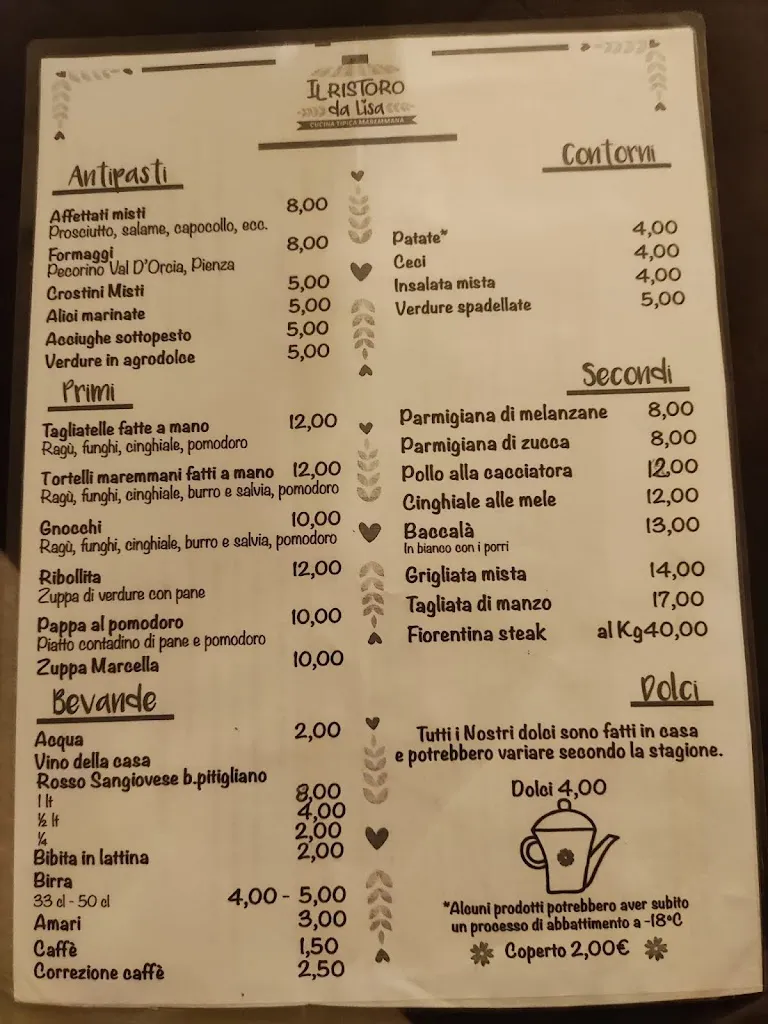 IL RISTORO
da Lisa
CUCINA TIPICA MAREMMANA
Antipasti
Affettati misti 8,00
Prosciutto, salame, capocollo, ecc.
Formaggi 8,00
Pecorino Val D'Orcia, Pienza
Crostini Misti 5,00
Alici marinate 5,00
Acciughe sottopesto 5,00
Verdure in agrodolce 5,00
Primi
Tagliatelle fatte a mano 12,00
Ragù, funghi, cinghiale, pomodoro
Tortelli maremmani fatti a mano 12,00
Ragù, funghi, cinghiale, burro e salvia, pomodoro
Gnocchi 10,00
Ragù, funghi, cinghiale, burro e salvia, pomodoro
Ribollita 12,00
Zuppa di verdure con pane
Pappa al pomodoro 10,00
Piatto contadino di pane e pomodoro
Zuppa Marcella 10,00
Bevande
Acqua 2,00
Vino della casa
Rosso Sangiovese b.pitigliano
1 lt 8,00
½ lt 4,00
¼ 2,00
Bibita in lattina 2,00
Birra
33 cl - 50 cl 4,00 - 5,00
Amari 3,00
Caffè 1,50
Correzione caffè 2,50
Contorni
Patate* 4,00
Ceci 4,00
Insalata mista 4,00
Verdure spadellate 5,00
Secondi
Parmigiana di melanzane 8,00
Parmigiana di zucca 8,00
Pollo alla cacciatora 12,00
Cinghiale alle mele 12,00
Baccalà 13,00
In bianco con i porri
Grigliata mista 14,00
Tagliata di manzo 17,00
Fiorentina steak al Kg40,00
Dolci
Tutti i Nostri dolci sono fatti in casa
e potrebbero variare secondo la stagione.
Dolci 4,00
*Alcuni prodotti potrebbero aver subito
un processo di abbattimento a -18°C
Coperto 2,00€